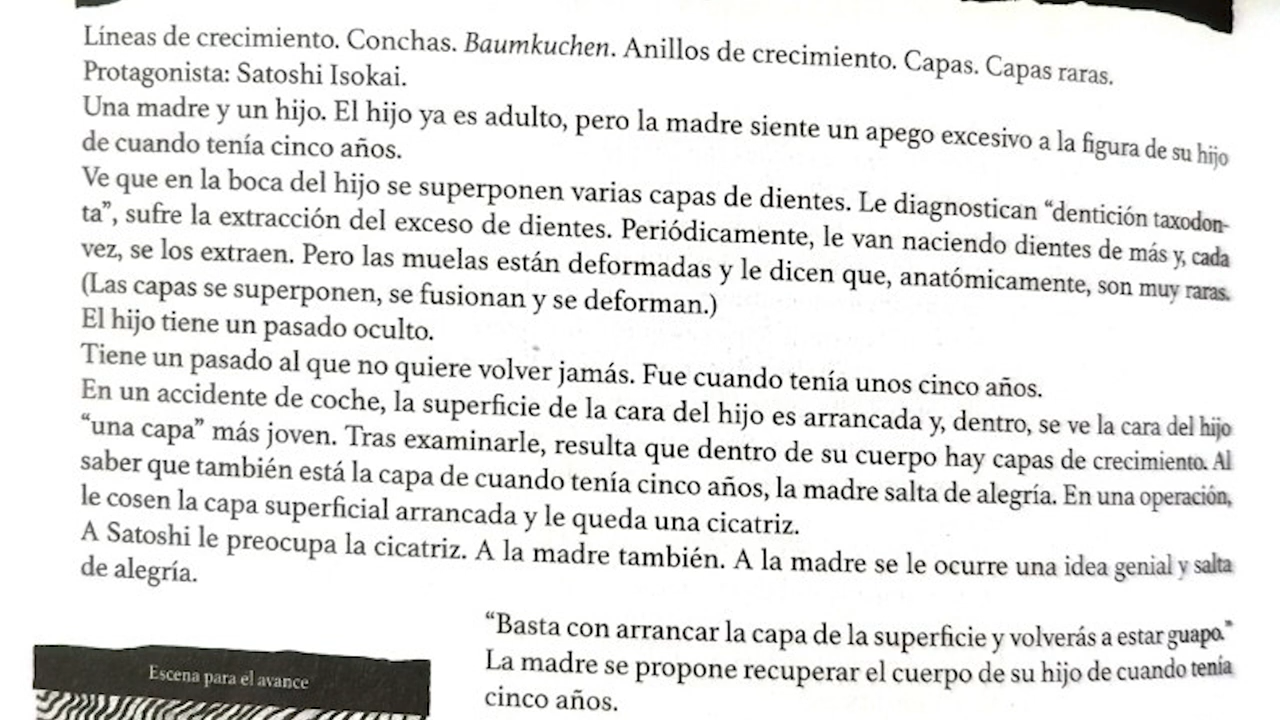 Líneas de crecimiento. Conchas. Baumkuchen. Anillos de crecimiento. Capas. Capas raras.
Protagonista: Satoshi Isokai.
Una madre y un hijo. El hijo ya es adulto, pero la madre siente un apego excesivo a la figura de su hijo
de cuando tenía cinco años.
Ve que en la boca del hijo se superponen varias capas de dientes. Le diagnostican “dentición taxodon-
ta”, sufre la extracción del exceso de dientes. Periódicamente, le van naciendo dientes de más y, cada
vez, se los extraen. Pero las muelas están deformadas y le dicen que, anatómicamente, son muy raras.
(Las capas se superponen, se fusionan y se deforman.)
El hijo tiene un pasado oculto.
Tiene un pasado al que no quiere volver jamás. Fue cuando tenía unos cinco años.
En un accidente de coche, la superficie de la cara del hijo es arrancada y, dentro, se ve la cara del hijo
“una capa” más joven. Tras examinarle, resulta que dentro de su cuerpo hay capas de crecimiento. Al
saber que también está la capa de cuando tenía cinco años, la madre salta de alegría. En una operación,
le cosen la capa superficial arrancada y le queda una cicatriz.
A Satoshi le preocupa la cicatriz. A la madre también. A la madre se le ocurre una idea genial y salta
de alegría.
“Basta con arrancar la capa de la superficie y volverás a estar guapo.”
La madre se propone recuperar el cuerpo de su hijo de cuando tenía
cinco años.
Escena para el avance